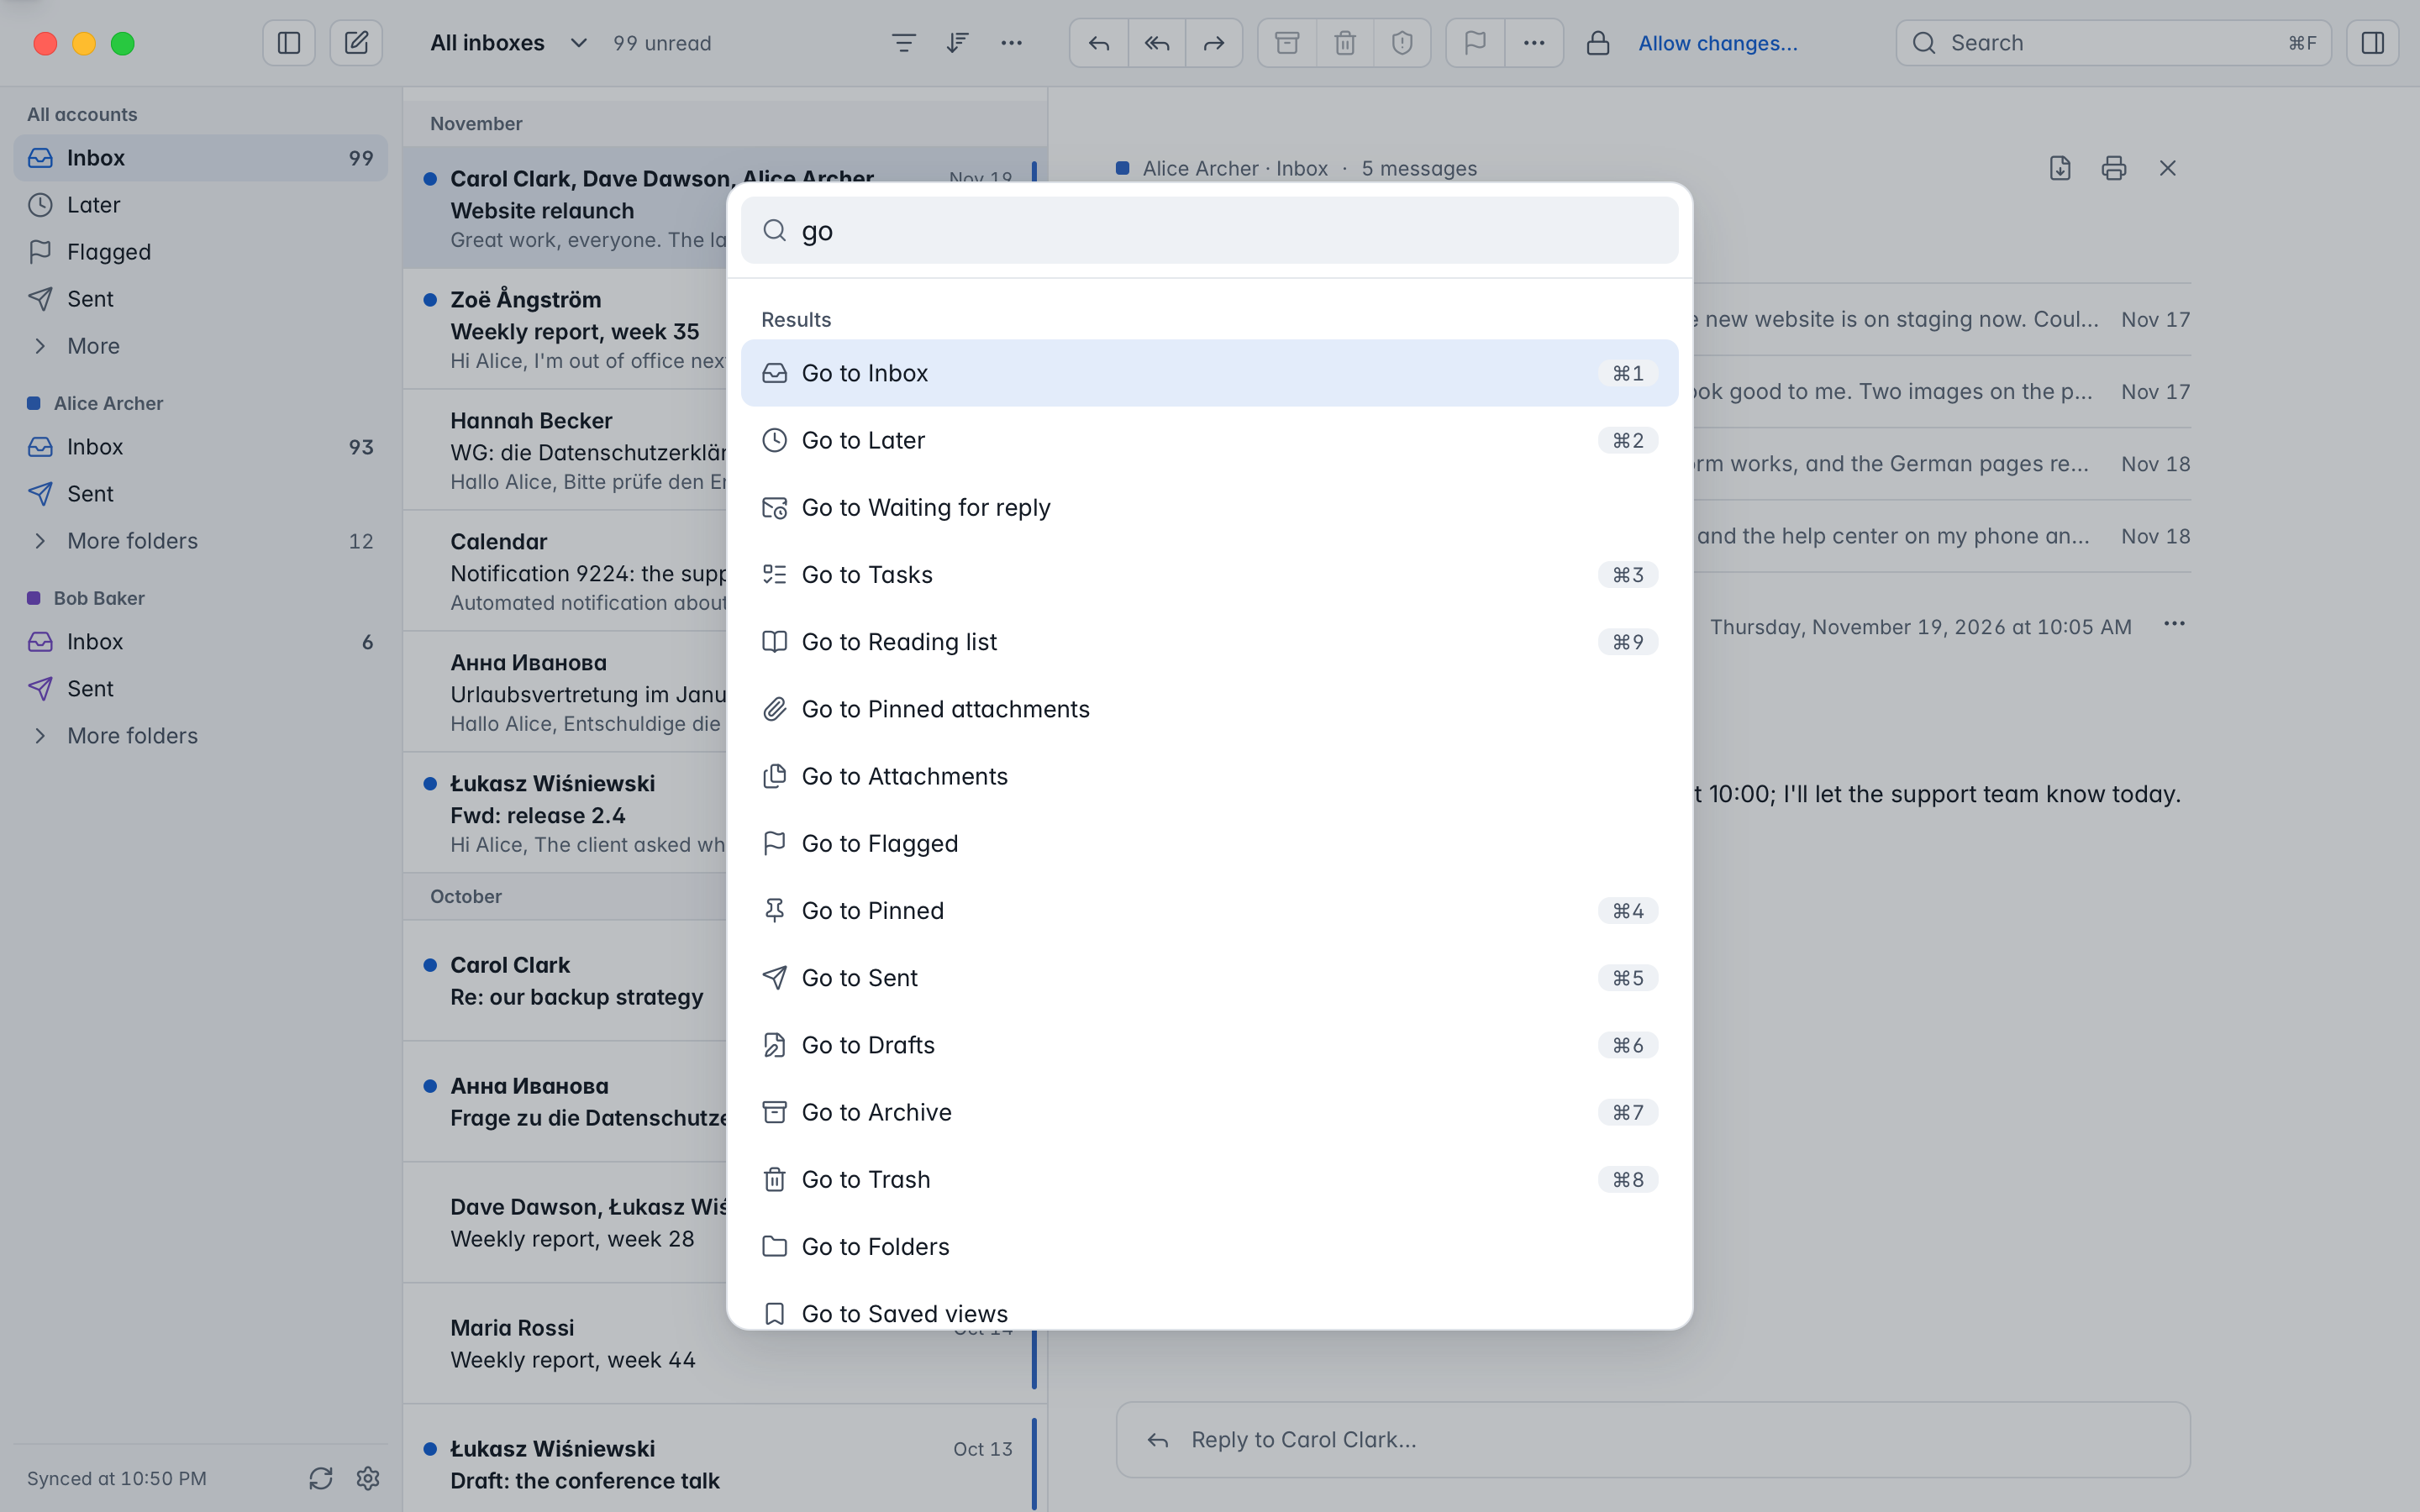 All inboxes 99 unread Allow changes... Search ⌘F
All accounts
Inbox 99
Later
Flagged
Sent
More
Alice Archer
Inbox 93
Sent
More folders 12
Bob Baker
Inbox 6
Sent
More folders
Synced at 10:50 PM
November
Carol Clark, Dave Dawson, Alice Archer Nov 19
Website relaunch
Great work, everyone. The la
Zoë Ångström
Weekly report, week 35
Hi Alice, I'm out of office nex
Hannah Becker
WG: die Datenschutzerklär
Hallo Alice, Bitte prüfe den Er
Calendar
Notification 9224: the supp
Automated notification about
Анна Иванова
Urlaubsvertretung im Janu
Hallo Alice, Entschuldige die
Łukasz Wiśniewski
Fwd: release 2.4
Hi Alice, The client asked wh
October
Carol Clark
Re: our backup strategy
Анна Иванова
Frage zu die Datenschutze
Dave Dawson, Łukasz Wiś
Weekly report, week 28
Maria Rossi Oct 14
Weekly report, week 44
Łukasz Wiśniewski Oct 13
Draft: the conference talk
go
Results
Go to Inbox ⌘1
Go to Later ⌘2
Go to Waiting for reply
Go to Tasks ⌘3
Go to Reading list ⌘9
Go to Pinned attachments
Go to Attachments
Go to Flagged
Go to Pinned ⌘4
Go to Sent ⌘5
Go to Drafts ⌘6
Go to Archive ⌘7
Go to Trash ⌘8
Go to Folders
Go to Saved views
Alice Archer · Inbox · 5 messages
e new website is on staging now. Coul... Nov 17
ook good to me. Two images on the p... Nov 17
orm works, and the German pages re... Nov 18
and the help center on my phone an... Nov 18
Thursday, November 19, 2026 at 10:05 AM
t 10:00; I'll let the support team know today.
Reply to Carol Clark...